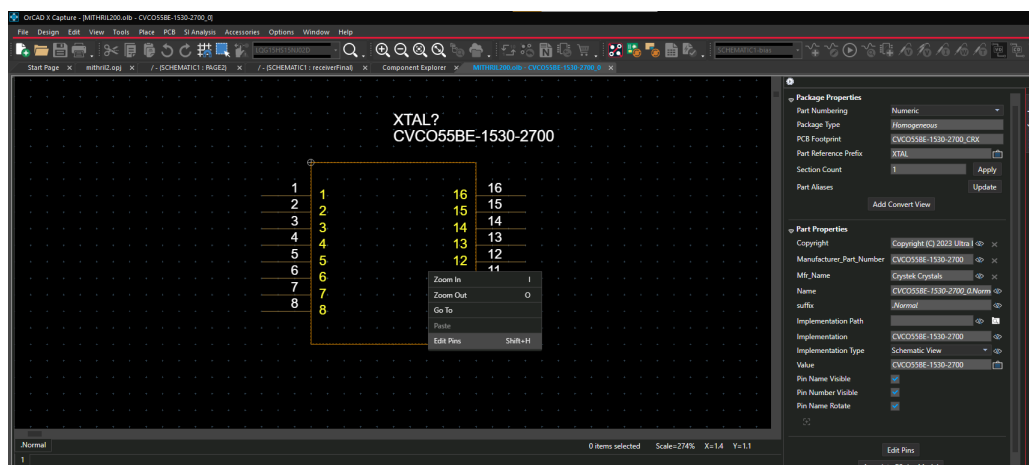 OrCAD X Capture - [MITHRIL200.olb - CVCO55BE-1530-2700_0]
File Design Edit View Tools Place PCB SI Analysis Accessories Options Window Help
EGG15H515N002D
SCHEMATIC1-bias
Start Page × mithril2.opj × / - (SCHEMATIC1 : PAGE2) × / - (SCHEMATIC1 : receiverFinal) × Component Explorer × MITHRIL200.olb - CVCO55BE-1530-2700_0 ×
XTAL?
CVCO55BE-1530-2700
1 1 16 16
2 2 15 15
3 3 14 14
4 4 13 13
5 5 12 12
6 6 11
7 7
8 8
Zoom In I
Zoom Out O
Go To
Paste
Edit Pins Shift+H
Package Properties
Part Numbering Numeric
Package Type Homogeneous
PCB Footprint CVCO55BE-1530-2700_CRX
Part Reference Prefix XTAL
Section Count 1 Apply
Part Aliases Update
Add Convert View
Part Properties
Copyright Copyright (C) 2023 Ultra
Manufacturer_Part_Number CVCO55BE-1530-2700
Mfr_Name Crystek Crystals
Name CVCO55BE-1530-2700_0.Norm
suffix .Normal
Implementation Path
Implementation CVCO55BE-1530-2700
Implementation Type Schematic View
Value CVCO55BE-1530-2700
Pin Name Visible
Pin Number Visible
Pin Name Rotate
Edit Pins
.Normal
0 items selected Scale=274% X=1.4 Y=1.1
1